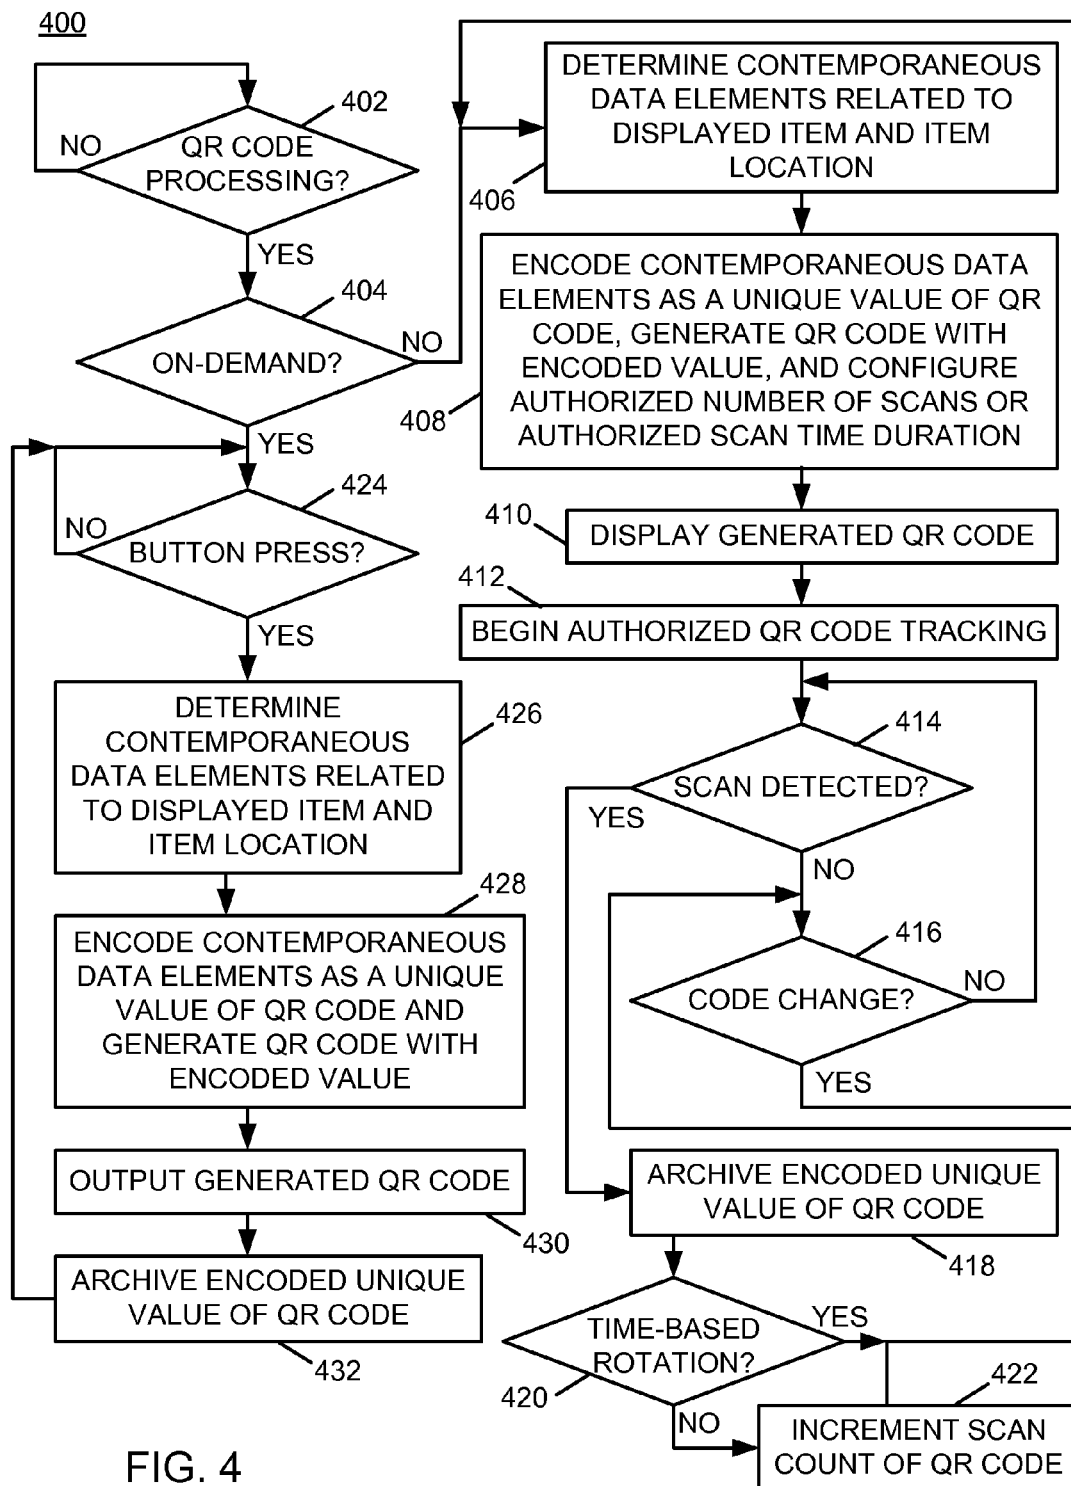 400
402
NO
QR CODE
PROCESSING?
YES
404
ON-DEMAND?
NO
YES
424
NO
BUTTON PRESS?
YES
DETERMINE
CONTEMPORANEOUS
DATA ELEMENTS RELATED
TO DISPLAYED ITEM AND
ITEM LOCATION
426
428
ENCODE CONTEMPORANEOUS
DATA ELEMENTS AS A UNIQUE
VALUE OF QR CODE AND
GENERATE QR CODE WITH
ENCODED VALUE
OUTPUT GENERATED QR CODE
430
ARCHIVE ENCODED UNIQUE
VALUE OF QR CODE
432
DETERMINE CONTEMPORANEOUS
DATA ELEMENTS RELATED TO
DISPLAYED ITEM AND ITEM
LOCATION
406
ENCODE CONTEMPORANEOUS DATA
ELEMENTS AS A UNIQUE VALUE OF QR
CODE, GENERATE QR CODE WITH
ENCODED VALUE, AND CONFIGURE
AUTHORIZED NUMBER OF SCANS OR
AUTHORIZED SCAN TIME DURATION
408
410
DISPLAY GENERATED QR CODE
412
BEGIN AUTHORIZED QR CODE TRACKING
414
SCAN DETECTED?
YES
NO
416
CODE CHANGE?
NO
YES
ARCHIVE ENCODED UNIQUE
VALUE OF QR CODE
418
TIME-BASED
ROTATION?
YES
420
NO
422
INCREMENT SCAN
COUNT OF QR CODE
FIG. 4